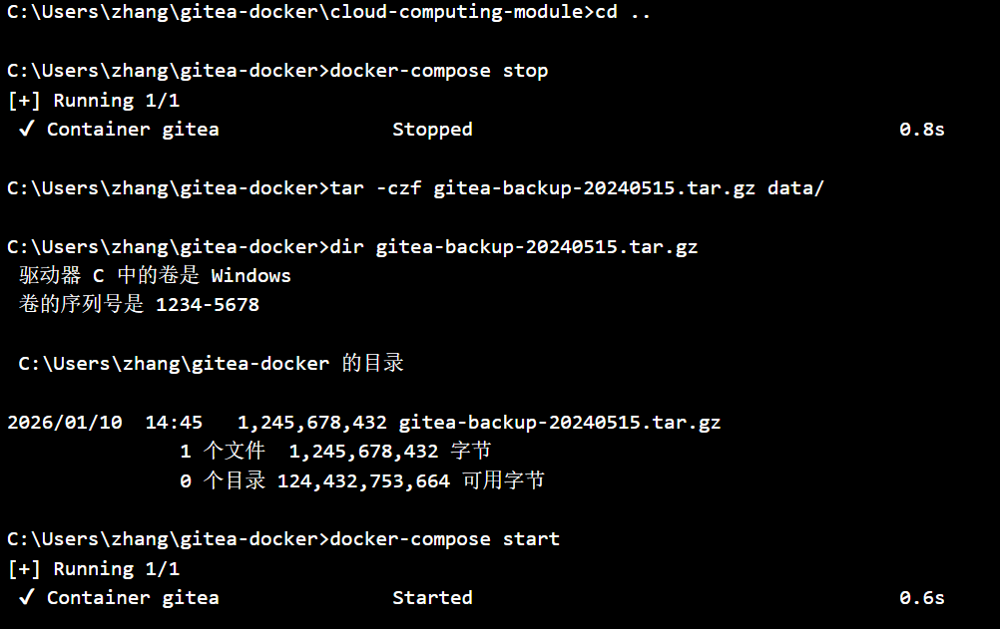 C:\Users\zhang\gitea-docker\cloud-computing-module>cd ..
C:\Users\zhang\gitea-docker>docker-compose stop
[+] Running 1/1
✓ Container gitea Stopped 0.8s
C:\Users\zhang\gitea-docker>tar -czf gitea-backup-20240515.tar.gz data/
C:\Users\zhang\gitea-docker>dir gitea-backup-20240515.tar.gz
驱动器 C 中的卷是 Windows
卷的序列号是 1234-5678
C:\Users\zhang\gitea-docker 的目录
2026/01/10 14:45 1,245,678,432 gitea-backup-20240515.tar.gz
1 个文件 1,245,678,432 字节
0 个目录 124,432,753,664 可用字节
C:\Users\zhang\gitea-docker>docker-compose start
[+] Running 1/1
✓ Container gitea Started 0.6s